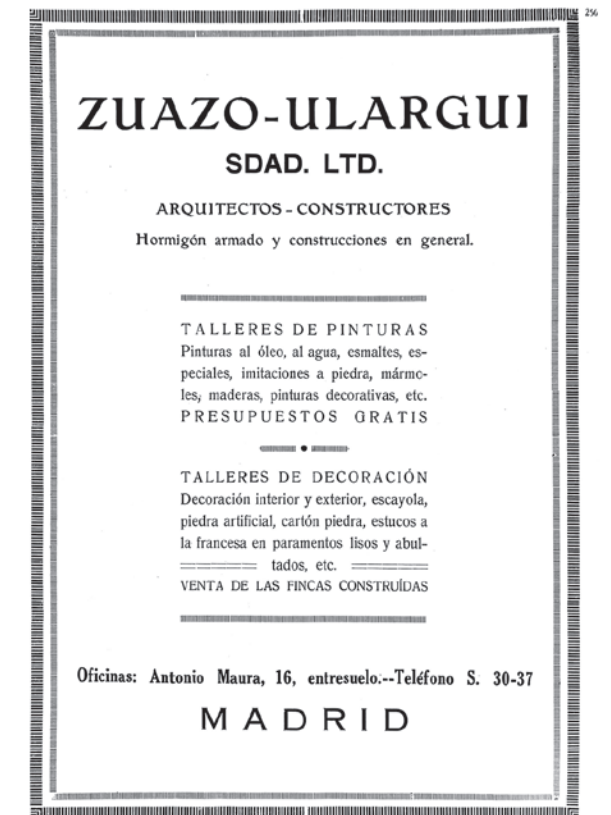 256
ZUAZO-ULARGUI
SDAD. LTD.
ARQUITECTOS-CONSTRUCTORES
Hormigón armado y construcciones en general.
TALLERES DE PINTURAS
Pinturas al óleo, al agua, esmaltes, es-
peciales, imitaciones a piedra, mármo-
les, maderas, pinturas decorativas, etc.
PRESUPUESTOS GRATIS
TALLERES DE DECORACIÓN
Decoración interior y exterior, escayola,
piedra artificial, cartón piedra, estucos a
la francesa en paramentos lisos y abul-
tados, etc.
VENTA DE LAS FINCAS CONSTRUÍDAS
Oficinas: Antonio Maura, 16, entresuelo.--Teléfono S. 30-37
MADRID